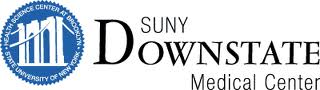 HEALTH SCIENCE CENTER AT BROOKLYN
STATE UNIVERSITY OF NEW YORK
SUNY
DOWNSTATE
Medical Center